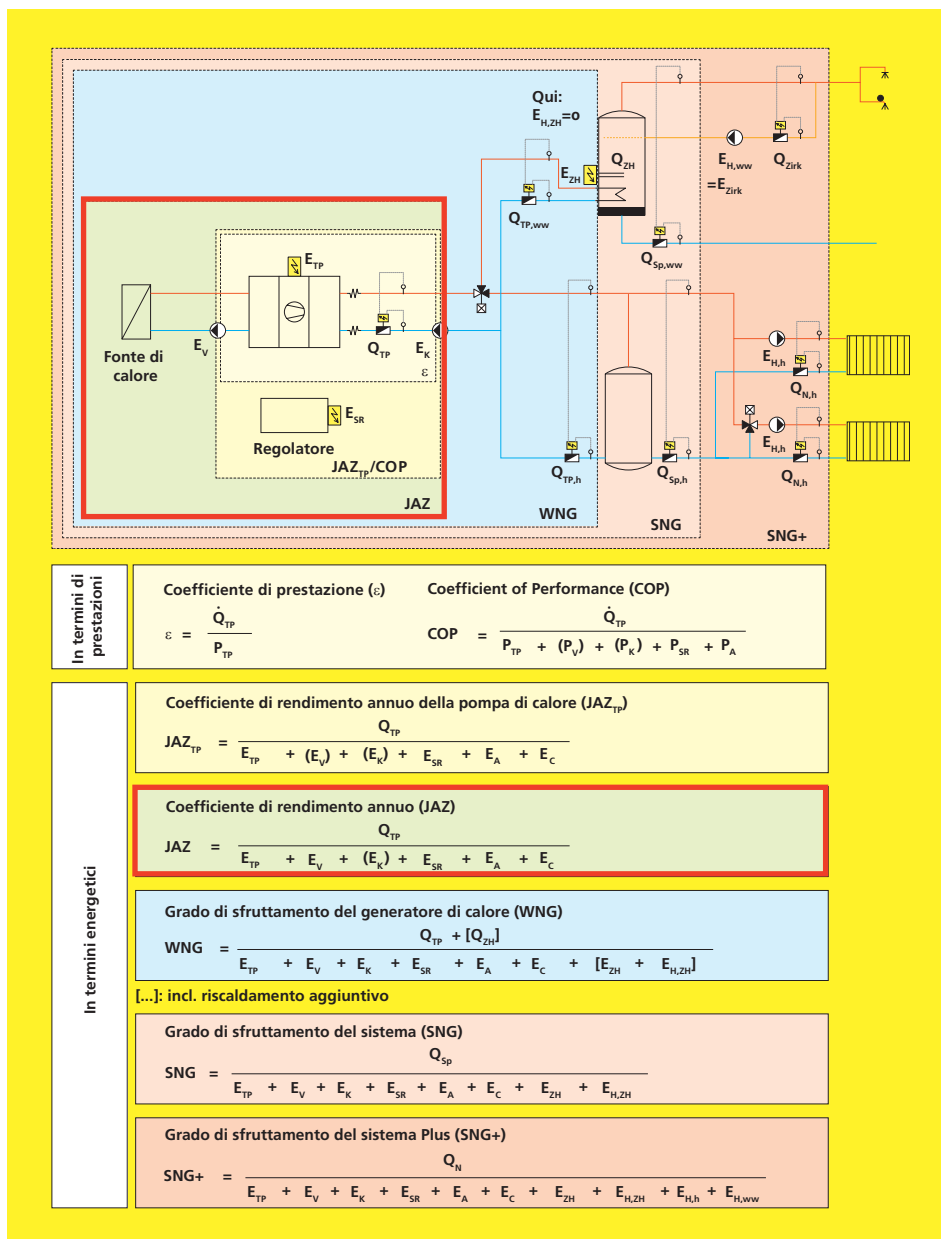 Qui:
E_H,ZH=0
E_ZH
Q_ZH
E_H,ww
=E_Zirk
Q_Zirk
Q_TP,ww
Q_Sp,ww
E_TP
Fonte di
calore
E_V
Q_TP
E_K
ε
E_SR
Regolatore
JAZ_TP/COP
JAZ
Q_TP,h
WNG
Q_Sp,h
SNG
E_H,h
Q_N,h
E_H,h
Q_N,h
SNG+
In termini di
prestazioni
Coefficiente di prestazione (ε)
ε = Q̇_TP / P_TP
Coefficient of Performance (COP)
COP = Q̇_TP / P_TP + (P_V) + (P_K) + P_SR + P_A
In termini energetici
Coefficiente di rendimento annuo della pompa di calore (JAZ_TP)
JAZ_TP = Q_TP / E_TP + (E_V) + (E_K) + E_SR + E_A + E_C
Coefficiente di rendimento annuo (JAZ)
JAZ = Q_TP / E_TP + E_V + (E_K) + E_SR + E_A + E_C
Grado di sfruttamento del generatore di calore (WNG)
WNG = Q_TP + [Q_ZH] / E_TP + E_V + E_K + E_SR + E_A + E_C + [E_ZH + E_H,ZH]
[...]: incl. riscaldamento aggiuntivo
Grado di sfruttamento del sistema (SNG)
SNG = Q_Sp / E_TP + E_V + E_K + E_SR + E_A + E_C + E_ZH + E_H,ZH
Grado di sfruttamento del sistema Plus (SNG+)
SNG+ = Q_N / E_TP + E_V + E_K + E_SR + E_A + E_C + E_ZH + E_H,ZH + E_H,h + E_H,ww